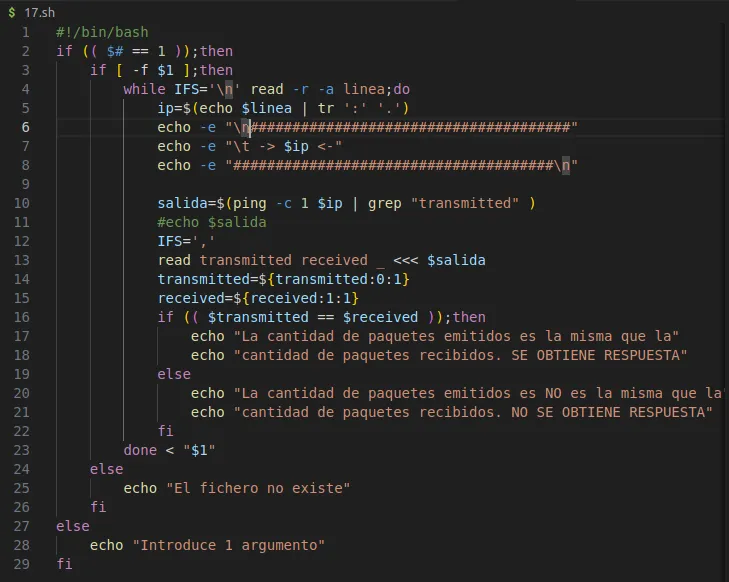 $ 17.sh
1 #!/bin/bash
2 if (( $# == 1 ));then
3     if [ -f $1 ];then
4         while IFS='\n' read -r -a linea;do
5             ip=$(echo $linea | tr ':' '.')
6             echo -e "\n######################################"
7             echo -e "\t -> $ip <-"
8             echo -e "######################################\n"
9
10             salida=$(ping -c 1 $ip | grep "transmitted" )
11             #echo $salida
12             IFS=','
13             read transmitted received _ <<< $salida
14             transmitted=${transmitted:0:1}
15             received=${received:1:1}
16             if (( $transmitted == $received ));then
17                 echo "La cantidad de paquetes emitidos es la misma que la"
18                 echo "cantidad de paquetes recibidos. SE OBTIENE RESPUESTA"
19             else
20                 echo "La cantidad de paquetes emitidos es NO es la misma que la"
21                 echo "cantidad de paquetes recibidos. NO SE OBTIENE RESPUESTA"
22             fi
23         done < "$1"
24     else
25         echo "El fichero no existe"
26     fi
27 else
28     echo "Introduce 1 argumento"
29 fi